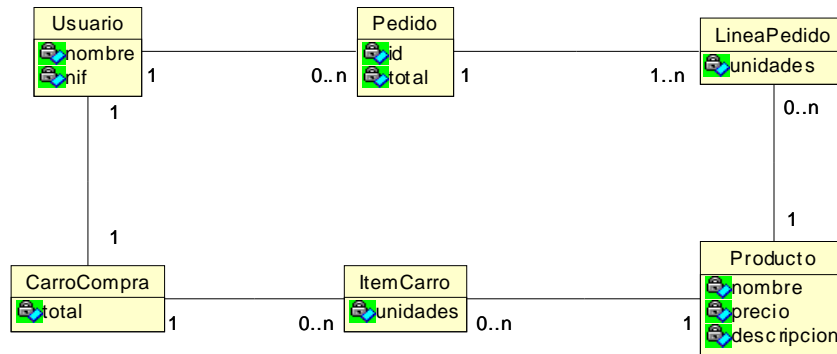 Usuario
nombre
nif
Pedido
id
total
LineaPedido
unidades
1
0..n
1
1..n
1
0..n
1
1
CarroCompra
total
ItemCarro
unidades
Producto
nombre
precio
descripcion
1
0..n
0..n
1